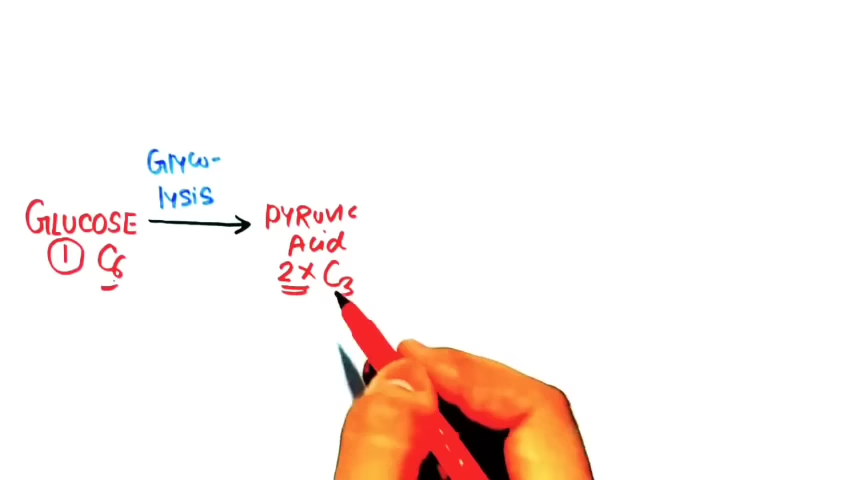 Glyco-
lysis
GLUCOSE
PYRUVIC
Acid
1 C6
2 x C3